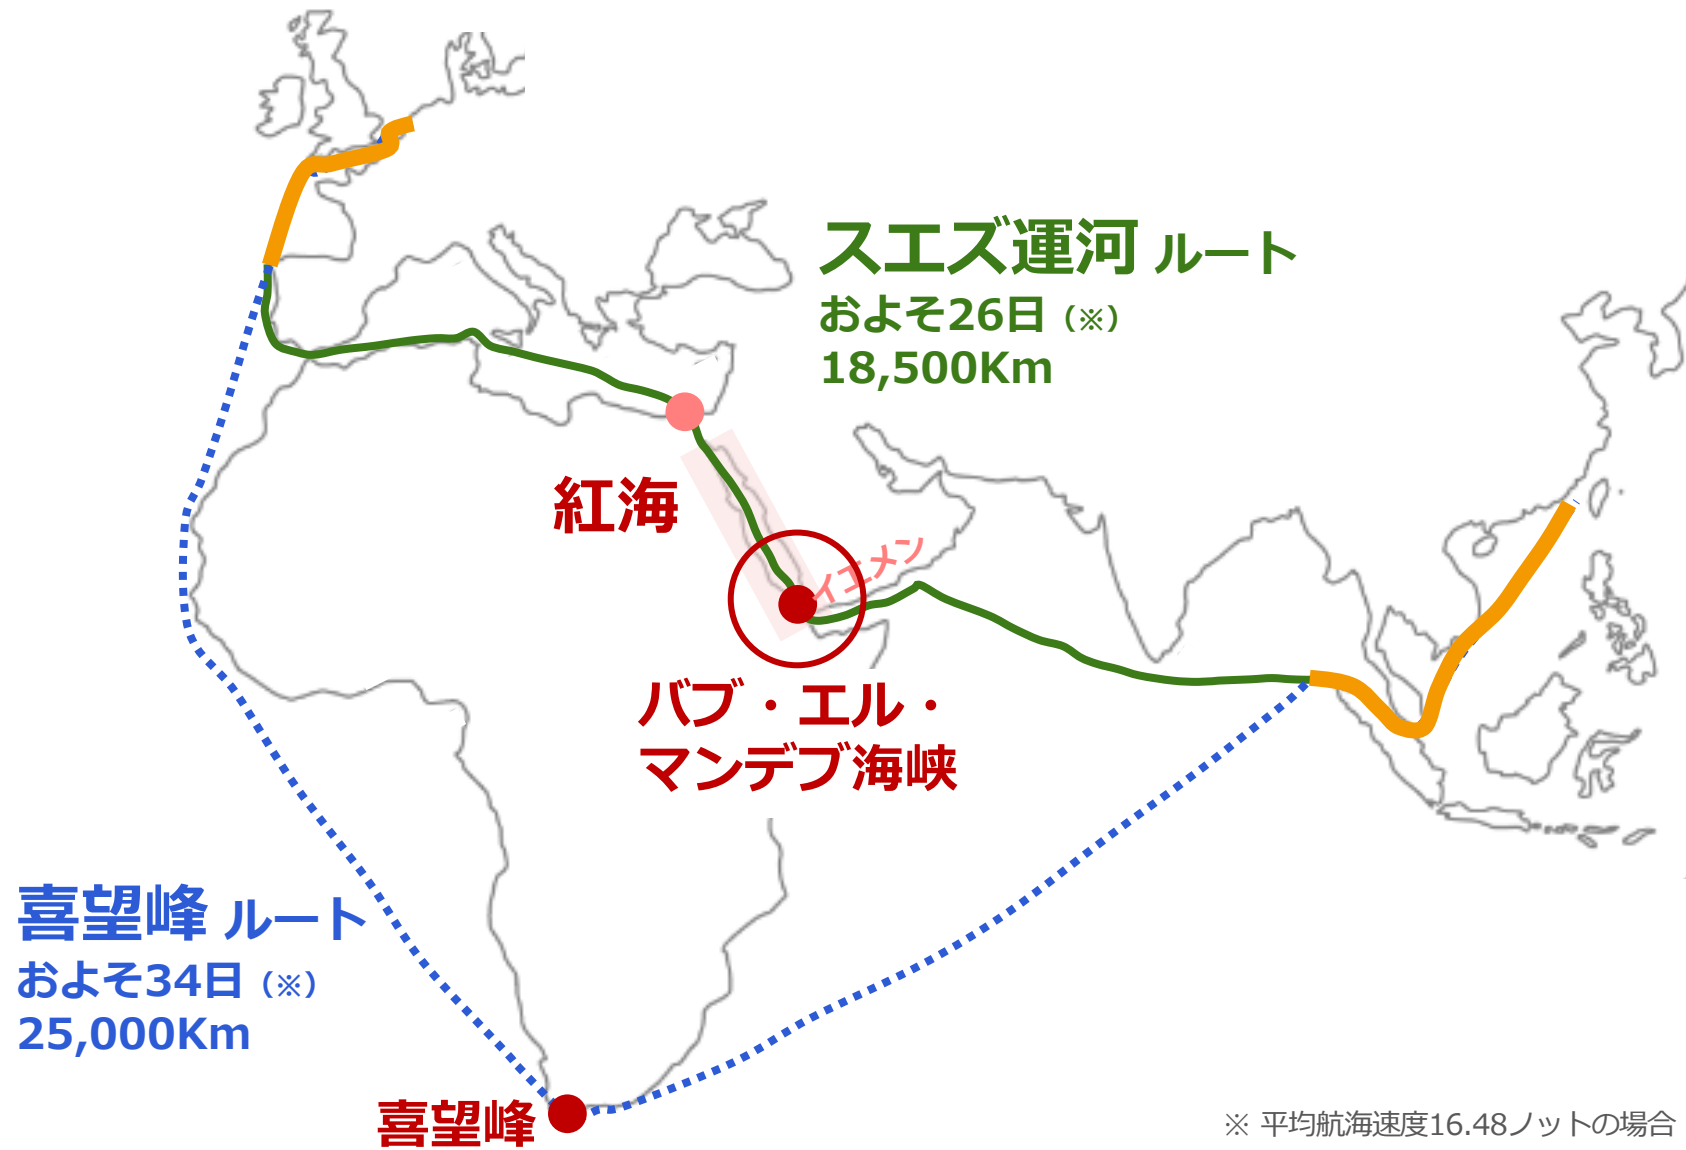 スエズ運河 ルート
およそ26日（※）
18,500Km
紅海
イエメン
バブ・エル・
マンデブ海峡
喜望峰 ルート
およそ34日（※）
25,000Km
喜望峰
※ 平均航海速度16.48ノットの場合